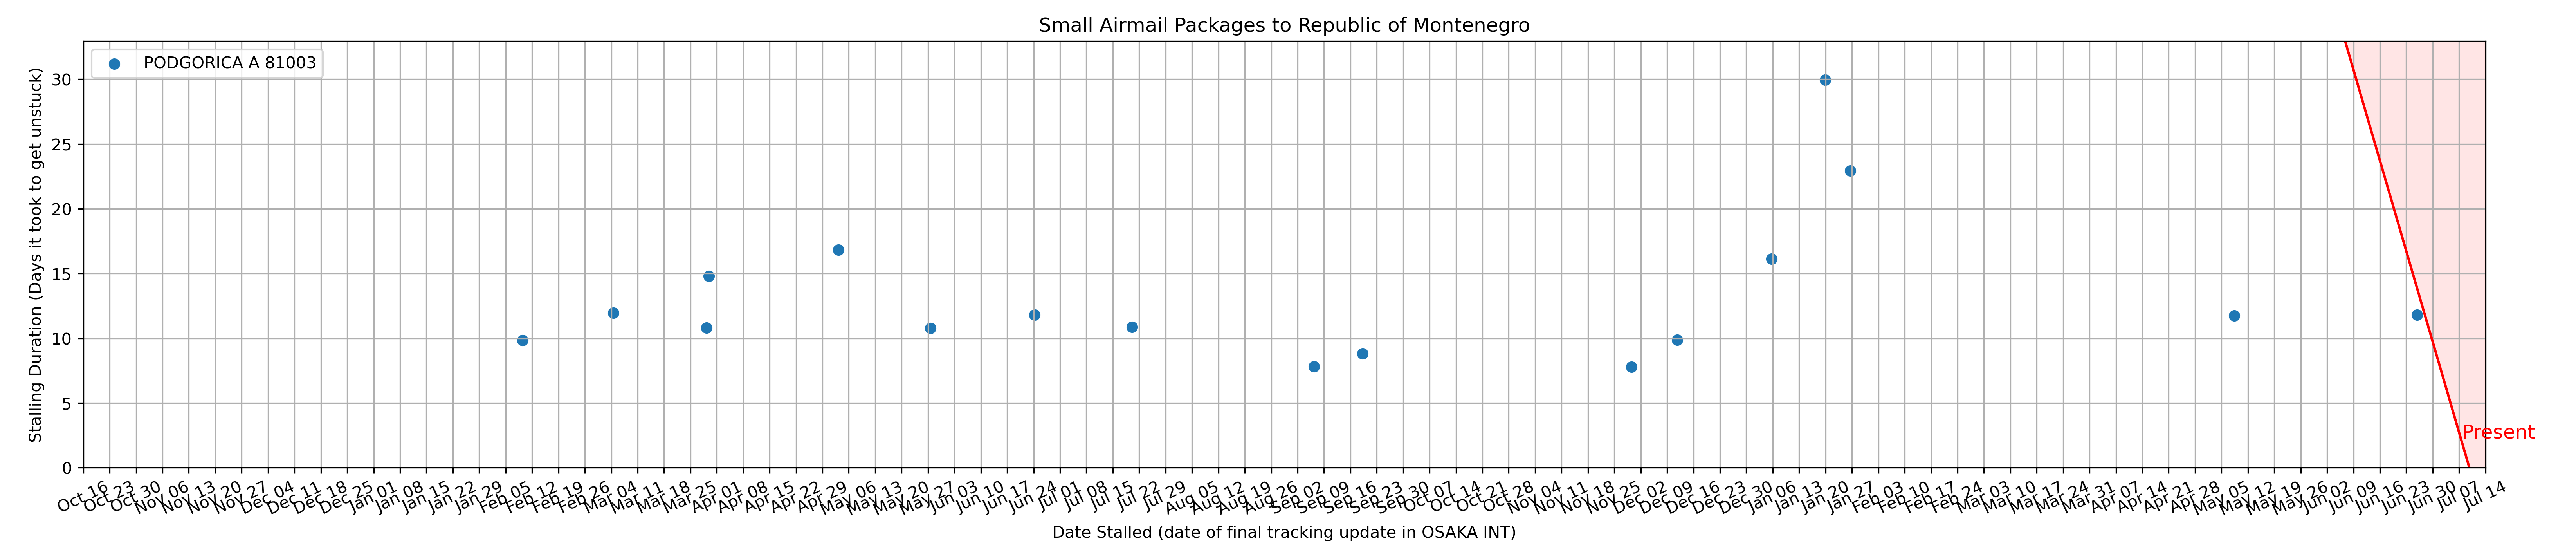 Small Airmail Packages to Republic of Montenegro
PODGORICA A 81003
Stalling Duration (Days it took to get unstuck)
30
25
20
15
10
5
0
Present
Oct 16 Oct 23 Oct 30 Nov 06 Nov 13 Nov 20 Nov 27 Dec 04 Dec 11 Dec 18 Dec 25 Jan 01 Jan 08 Jan 15 Jan 22 Jan 29 Feb 05 Feb 12 Feb 19 Feb 26 Mar 04 Mar 11 Mar 18 Mar 25 Apr 01 Apr 08 Apr 15 Apr 22 Apr 29 May 06 May 13 May 20 May 27 Jun 03 Jun 10 Jun 17 Jun 24 Jul 01 Jul 08 Jul 15 Jul 22 Jul 29 Aug 05 Aug 12 Aug 19 Aug 26 Sep 02 Sep 09 Sep 16 Sep 23 Sep 30 Oct 07 Oct 14 Oct 21 Oct 28 Nov 04 Nov 11 Nov 18 Nov 25 Dec 02 Dec 09 Dec 16 Dec 23 Dec 30 Jan 06 Jan 13 Jan 20 Jan 27 Feb 03 Feb 10 Feb 17 Feb 24 Mar 03 Mar 10 Mar 17 Mar 24 Mar 31 Apr 07 Apr 14 Apr 21 Apr 28 May 05 May 12 May 19 May 26 Jun 02 Jun 09 Jun 16 Jun 23 Jun 30 Jul 07 Jul 14
Date Stalled (date of final tracking update in OSAKA INT)